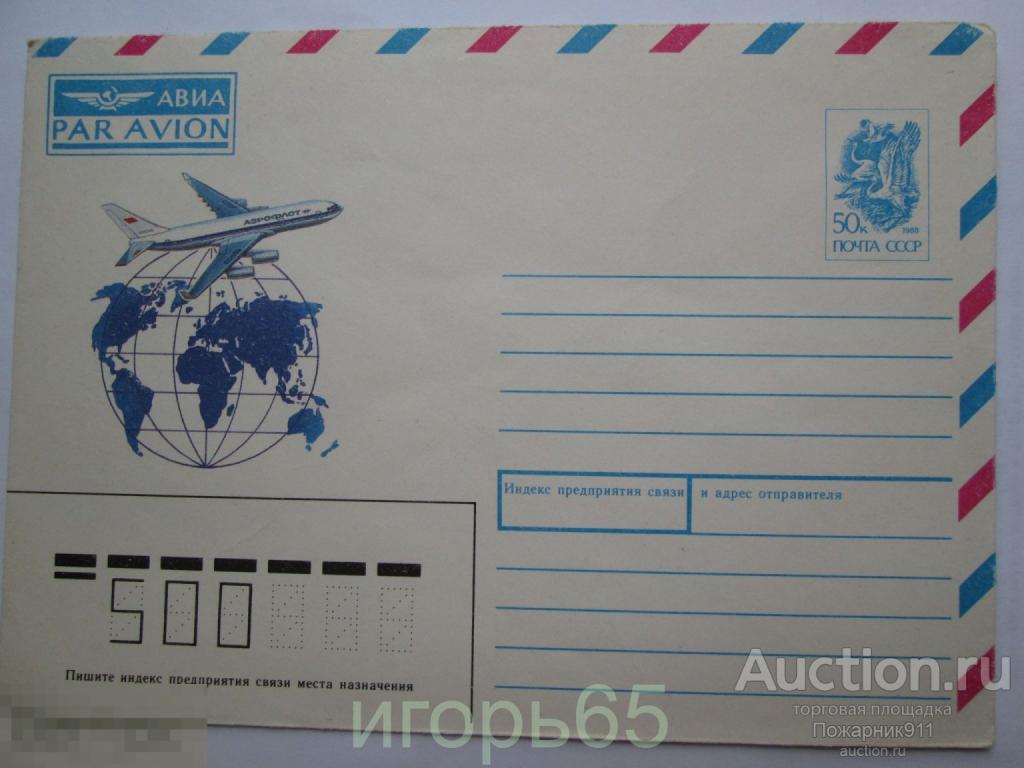 АВИА
PAR AVION
АЭРОФЛОТ
50к
1988
ПОЧТА СССР
Индекс предприятия связи и адрес отправителя
500
Пишите индекс предприятия связи места назначения
игорь65
Auction.ru
торговая площадка
Пожарник911
auction.ru